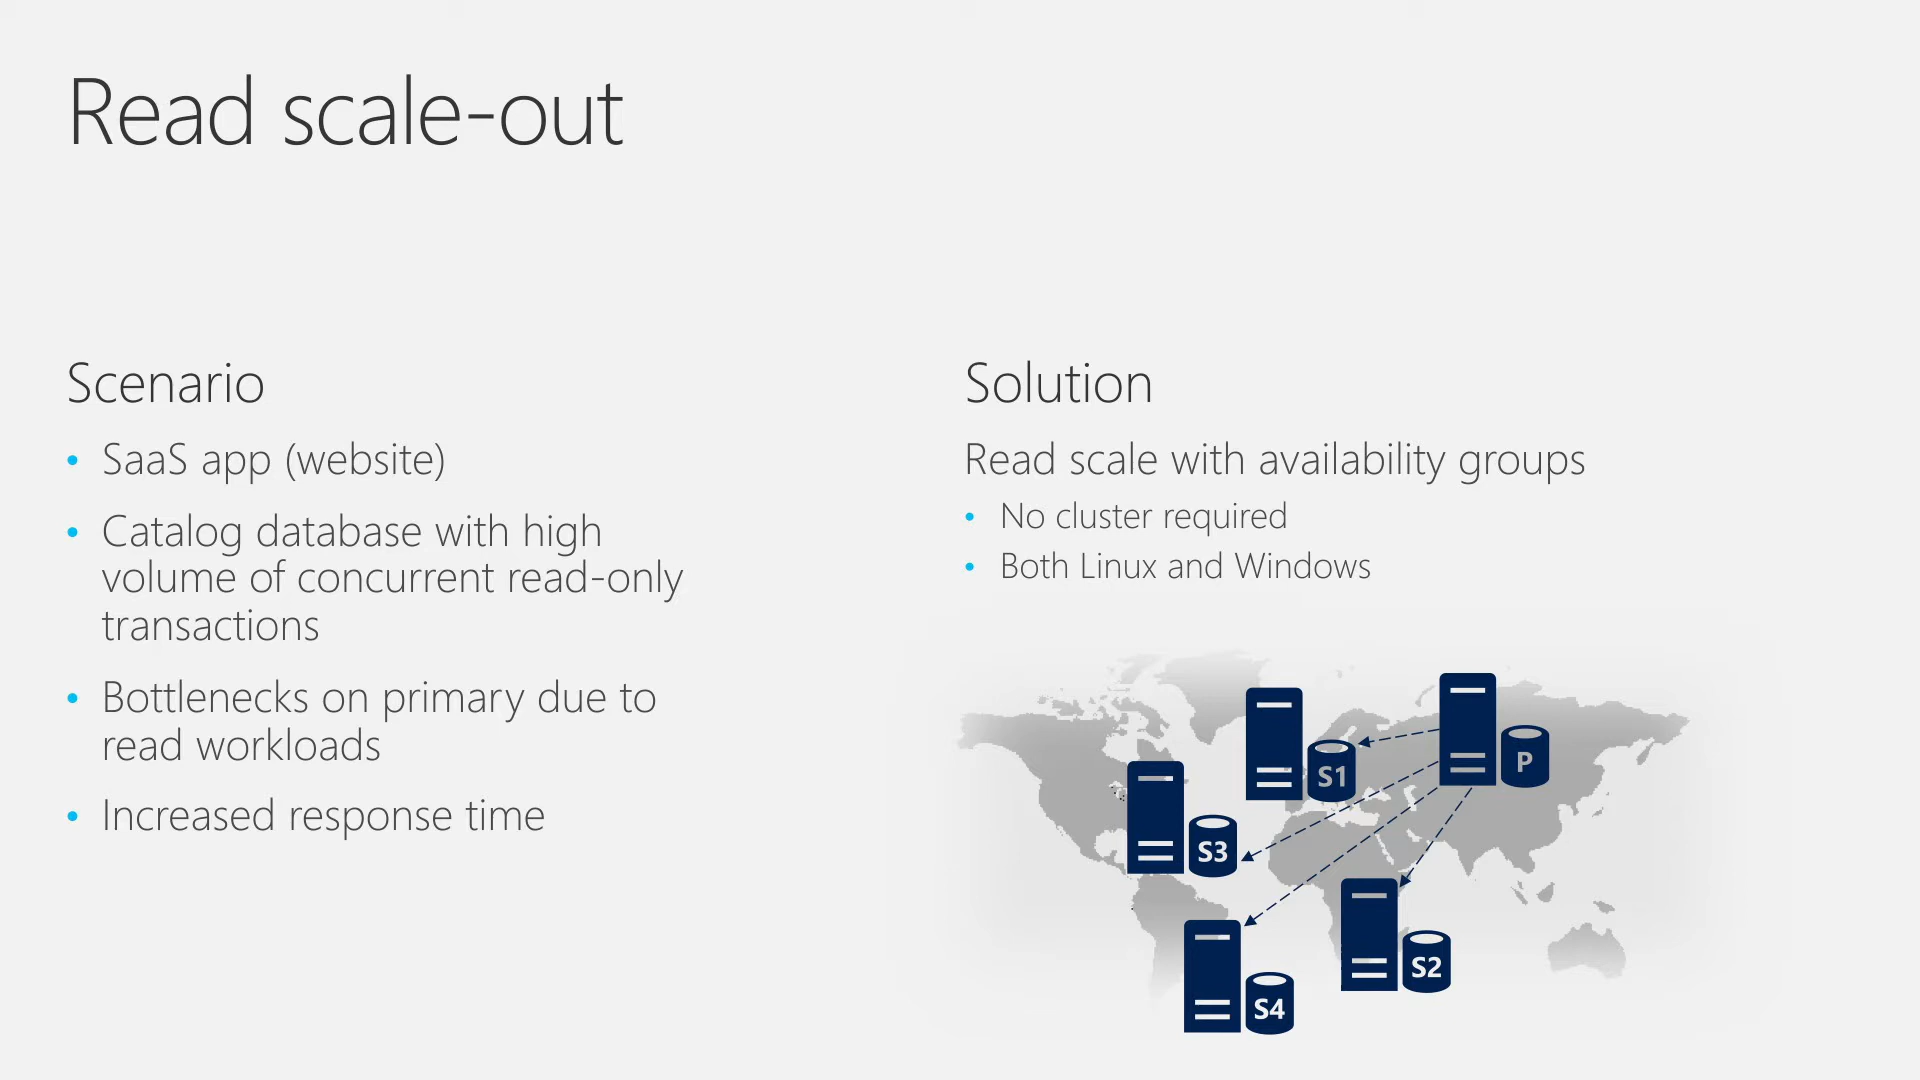 Read scale-out
Scenario
• SaaS app (website)
• Catalog database with high
volume of concurrent read-only
transactions
• Bottlenecks on primary due to
read workloads
• Increased response time
Solution
Read scale with availability groups
• No cluster required
• Both Linux and Windows
P
S1
S3
S2
S4